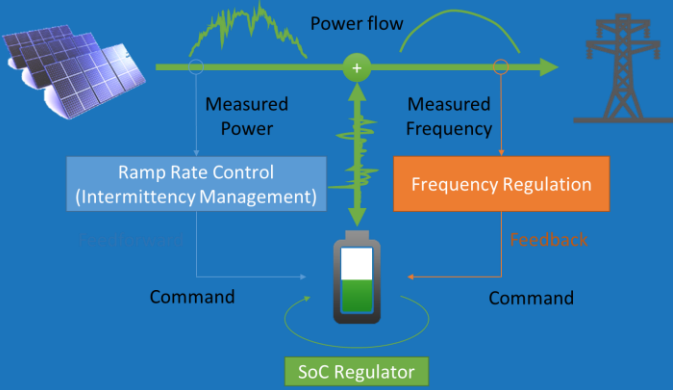 Power flow
+
Measured
Power
Measured
Frequency
Ramp Rate Control
(Intermittency Management)
Frequency Regulation
Feedback
Command
Command
SoC Regulator